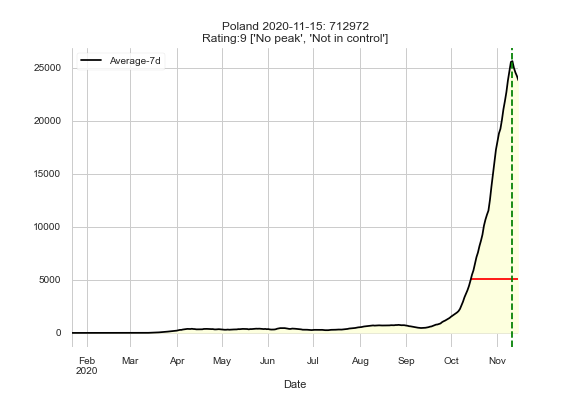 Poland 2020-11-15: 712972
Rating:9 ['No peak', 'Not in control']
Average-7d
25000
20000
15000
10000
5000
0
Feb Mar Apr May Jun Jul Aug Sep Oct Nov
2020
Date